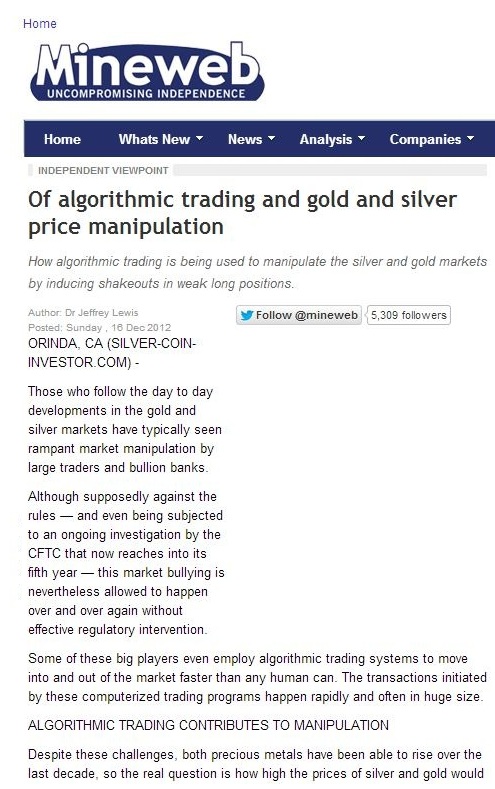 Home
Mineweb
UNCOMPROMISING INDEPENDENCE
Home Whats New News Analysis Companies
INDEPENDENT VIEWPOINT
Of algorithmic trading and gold and silver
price manipulation
How algorithmic trading is being used to manipulate the silver and gold markets
by inducing shakeouts in weak long positions.
Author: Dr Jeffrey Lewis
Posted: Sunday , 16 Dec 2012
Follow @mineweb 5,309 followers
ORINDA, CA (SILVER-COIN-
INVESTOR.COM) -
Those who follow the day to day
developments in the gold and
silver markets have typically seen
rampant market manipulation by
large traders and bullion banks.
Although supposedly against the
rules — and even being subjected
to an ongoing investigation by the
CFTC that now reaches into its
fifth year — this market bullying is
nevertheless allowed to happen
over and over again without
effective regulatory intervention.
Some of these big players even employ algorithmic trading systems to move
into and out of the market faster than any human can. The transactions initiated
by these computerized trading programs happen rapidly and often in huge size.
ALGORITHMIC TRADING CONTRIBUTES TO MANIPULATION
Despite these challenges, both precious metals have been able to rise over the
last decade, so the real question is how high the prices of silver and gold would